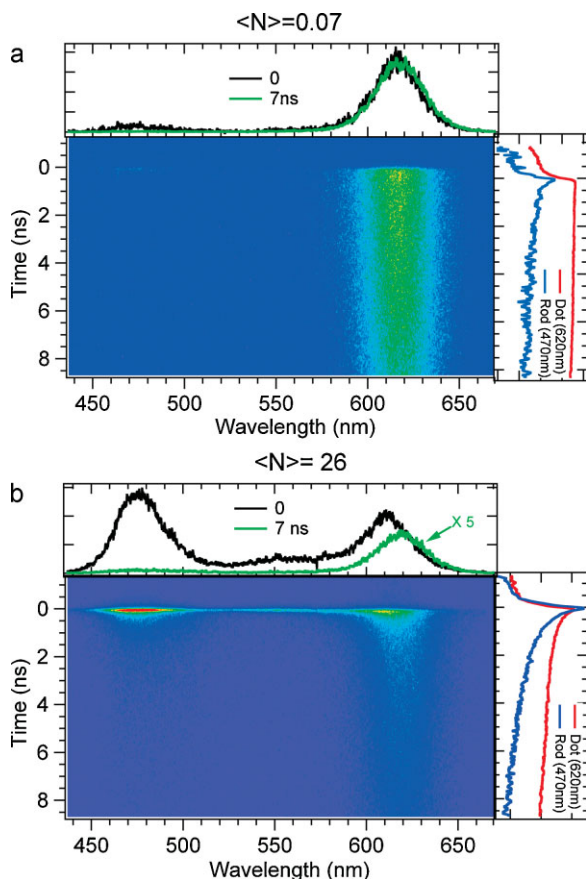 <N>=0.07
a
0
7ns
0
2
4
6
8
Time (ns)
Dot (620nm)
Rod (470nm)
450 500 550 600 650
Wavelength (nm)
<N>= 26
b
0
7 ns
X 5
0
2
4
6
8
Time (ns)
Dot (620nm)
Rod (470nm)
450 500 550 600 650
Wavelength (nm)